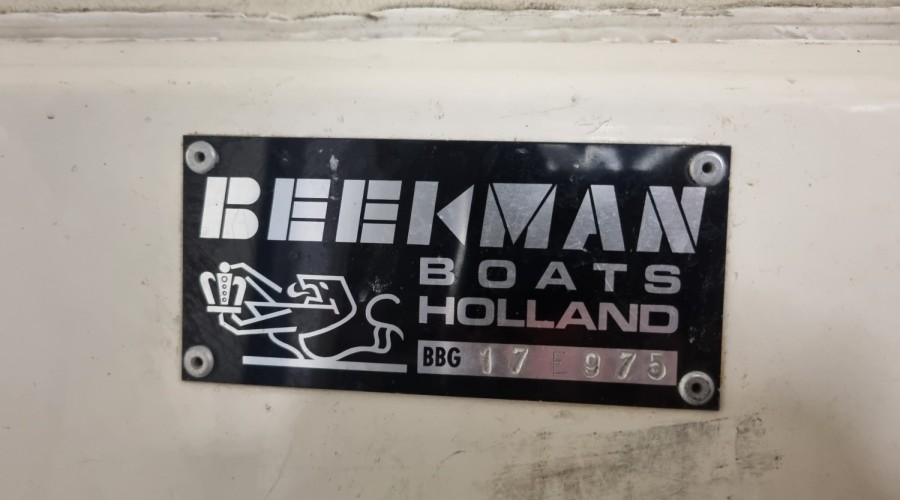 BEEKMAN
BOATS
HOLLAND
BBG 17 E 975